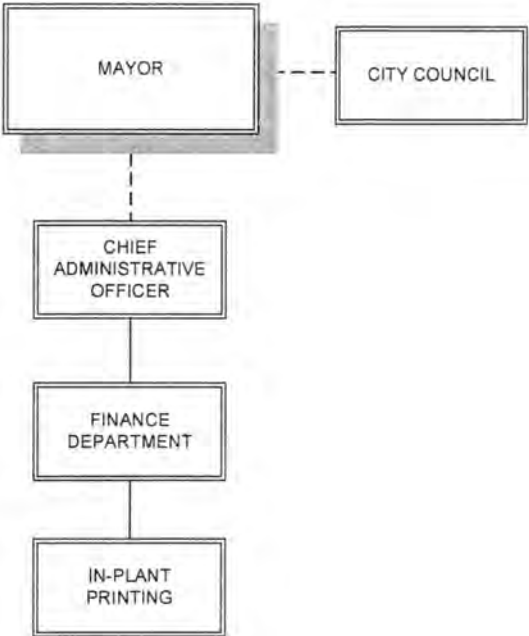 MAYOR
CITY COUNCIL
CHIEF
ADMINISTRATIVE
OFFICER
FINANCE
DEPARTMENT
IN-PLANT
PRINTING